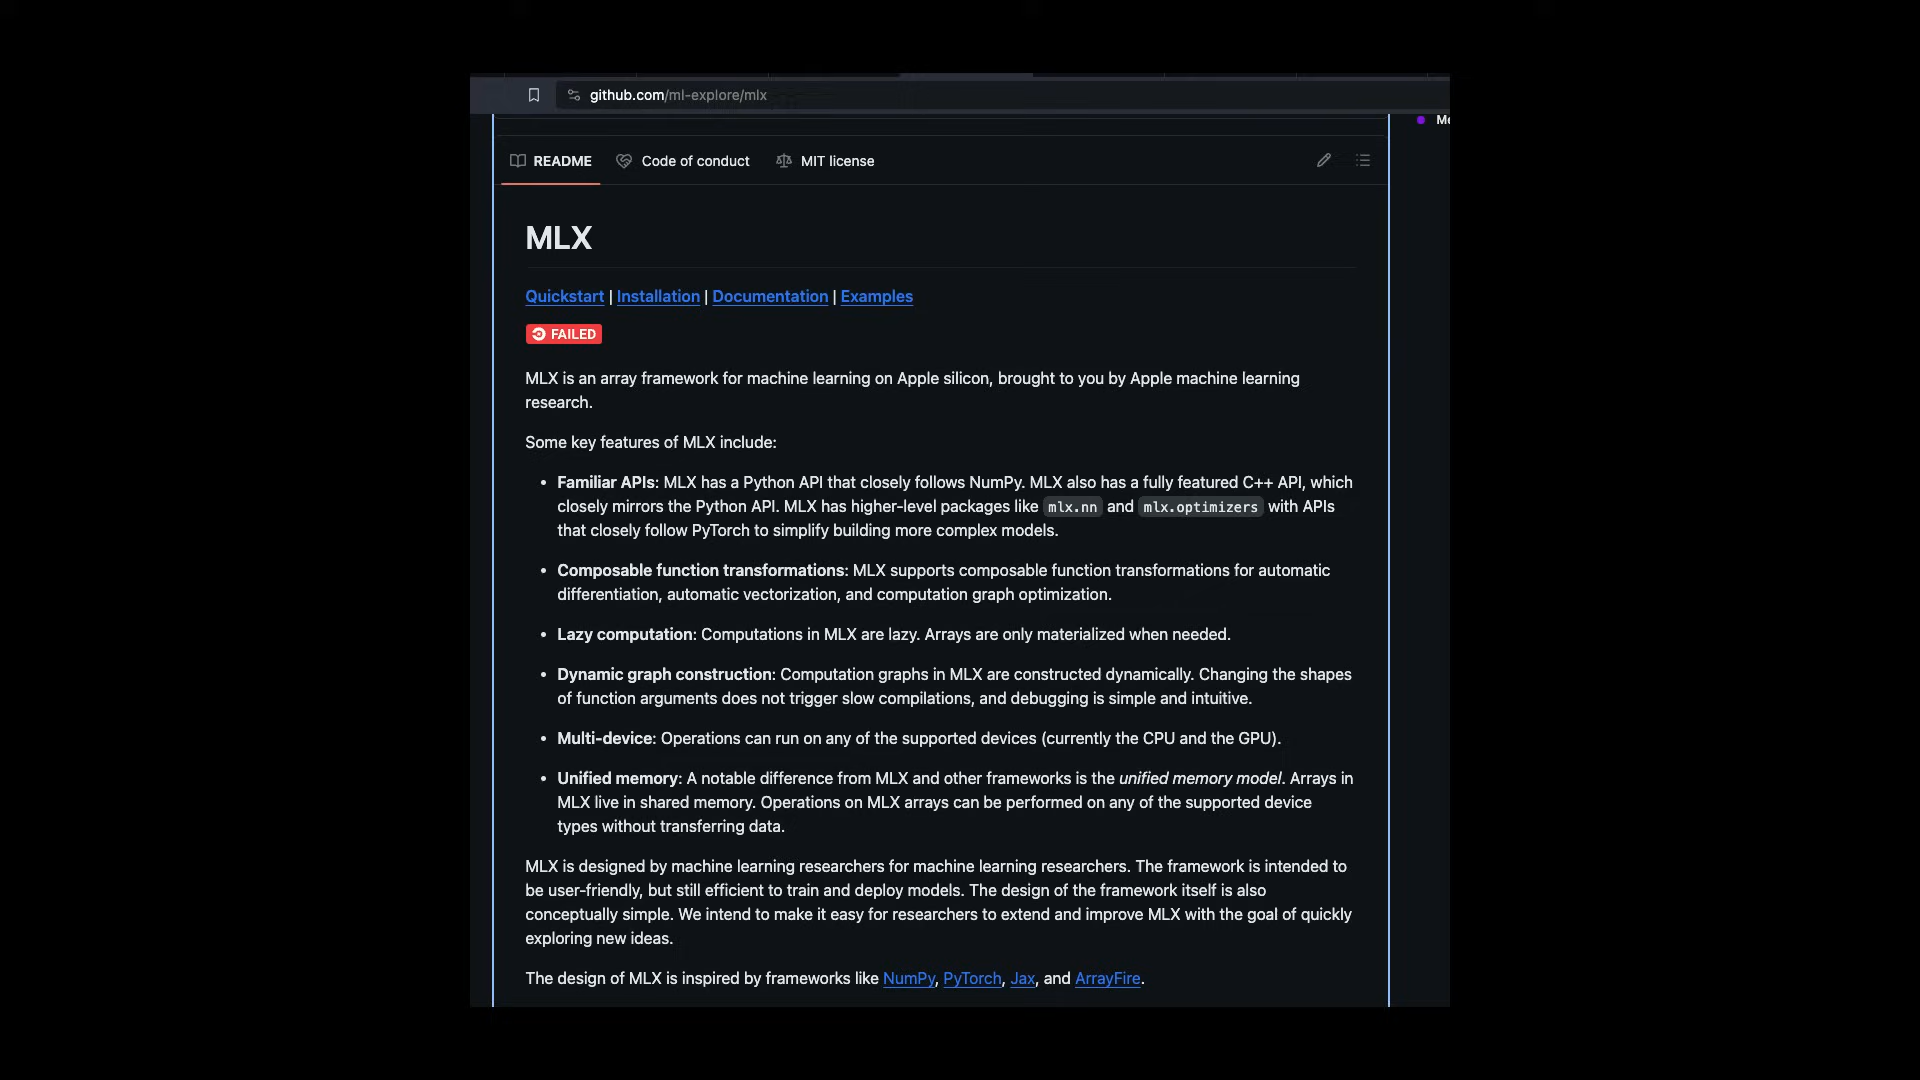 github.com/ml-explore/mlx
README Code of conduct MIT license
MLX
Quickstart | Installation | Documentation | Examples
FAILED
MLX is an array framework for machine learning on Apple silicon, brought to you by Apple machine learning
research.
Some key features of MLX include:
• Familiar APIs: MLX has a Python API that closely follows NumPy. MLX also has a fully featured C++ API, which
closely mirrors the Python API. MLX has higher-level packages like mlx.nn and mlx.optimizers with APIs
that closely follow PyTorch to simplify building more complex models.
• Composable function transformations: MLX supports composable function transformations for automatic
differentiation, automatic vectorization, and computation graph optimization.
• Lazy computation: Computations in MLX are lazy. Arrays are only materialized when needed.
• Dynamic graph construction: Computation graphs in MLX are constructed dynamically. Changing the shapes
of function arguments does not trigger slow compilations, and debugging is simple and intuitive.
• Multi-device: Operations can run on any of the supported devices (currently the CPU and the GPU).
• Unified memory: A notable difference from MLX and other frameworks is the unified memory model. Arrays in
MLX live in shared memory. Operations on MLX arrays can be performed on any of the supported device
types without transferring data.
MLX is designed by machine learning researchers for machine learning researchers. The framework is intended to
be user-friendly, but still efficient to train and deploy models. The design of the framework itself is also
conceptually simple. We intend to make it easy for researchers to extend and improve MLX with the goal of quickly
exploring new ideas.
The design of MLX is inspired by frameworks like NumPy, PyTorch, Jax, and ArrayFire.